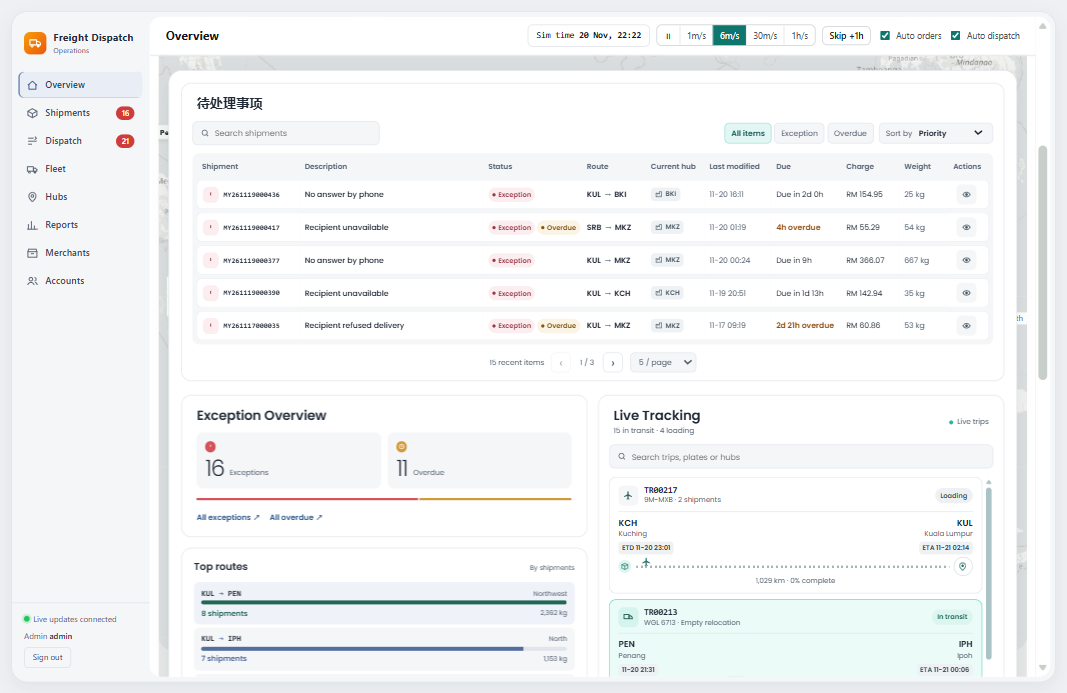 Freight Dispatch
Operations
Overview
Shipments 16
Dispatch 21
Fleet
Hubs
Reports
Merchants
Accounts
Live updates connected
Admin admin
Sign out
Overview
Sim time 20 Nov, 22:22
1m/s 6m/s 30m/s 1h/s
Skip +1h
Auto orders
Auto dispatch
Mindanao
待处理事项
Search shipments
All items Exception Overdue Sort by Priority
Shipment Description Status Route Current hub Last modified Due Charge Weight Actions
MY261119000436 No answer by phone Exception KUL → BKI BKI 11-20 16:11 Due in 2d 0h RM 154.95 25 kg
MY261119000417 Recipient unavailable Exception Overdue SRB → MKZ MKZ 11-20 01:19 4h overdue RM 55.29 54 kg
MY261119000377 No answer by phone Exception KUL → MKZ MKZ 11-20 00:24 Due in 9h RM 366.07 667 kg
MY261119000390 Recipient unavailable Exception KUL → KCH KCH 11-19 20:51 Due in 1d 13h RM 142.94 35 kg
MY261117000035 Recipient refused delivery Exception Overdue KUL → MKZ MKZ 11-17 09:19 2d 21h overdue RM 60.86 53 kg
15 recent items ‹ 1 / 3 › 5 / page
Exception Overview
16 Exceptions
11 Overdue
All exceptions ↗ All overdue ↗
Top routes By shipments
KUL → PEN Northwest
8 shipments 2,362 kg
KUL → IPH North
7 shipments 1,153 kg
Live Tracking
15 in transit · 4 loading
Live trips
Search trips, plates or hubs
TR00217
9M-MXB · 2 shipments
Loading
KCH KUL
Kuching Kuala Lumpur
ETD 11-20 23:01 ETA 11-21 02:14
1,029 km · 0% complete
TR00213
WGL 6713 · Empty relocation
In transit
PEN IPH
Penang Ipoh
11-20 21:31 ETA 11-21 00:06